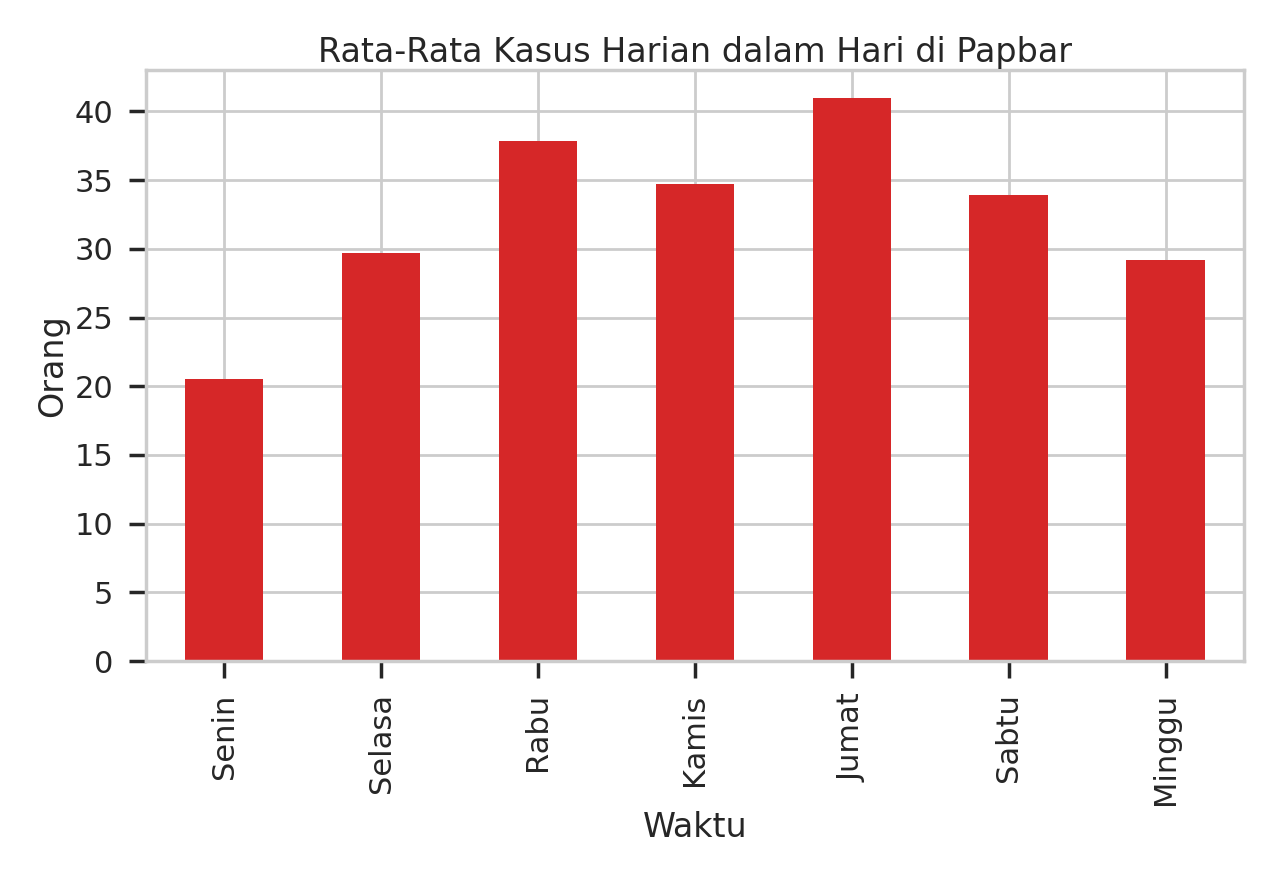 Rata-Rata Kasus Harian dalam Hari di Papbar
Orang
40
35
30
25
20
15
10
5
0
Senin
Selasa
Rabu
Kamis
Jumat
Sabtu
Minggu
Waktu